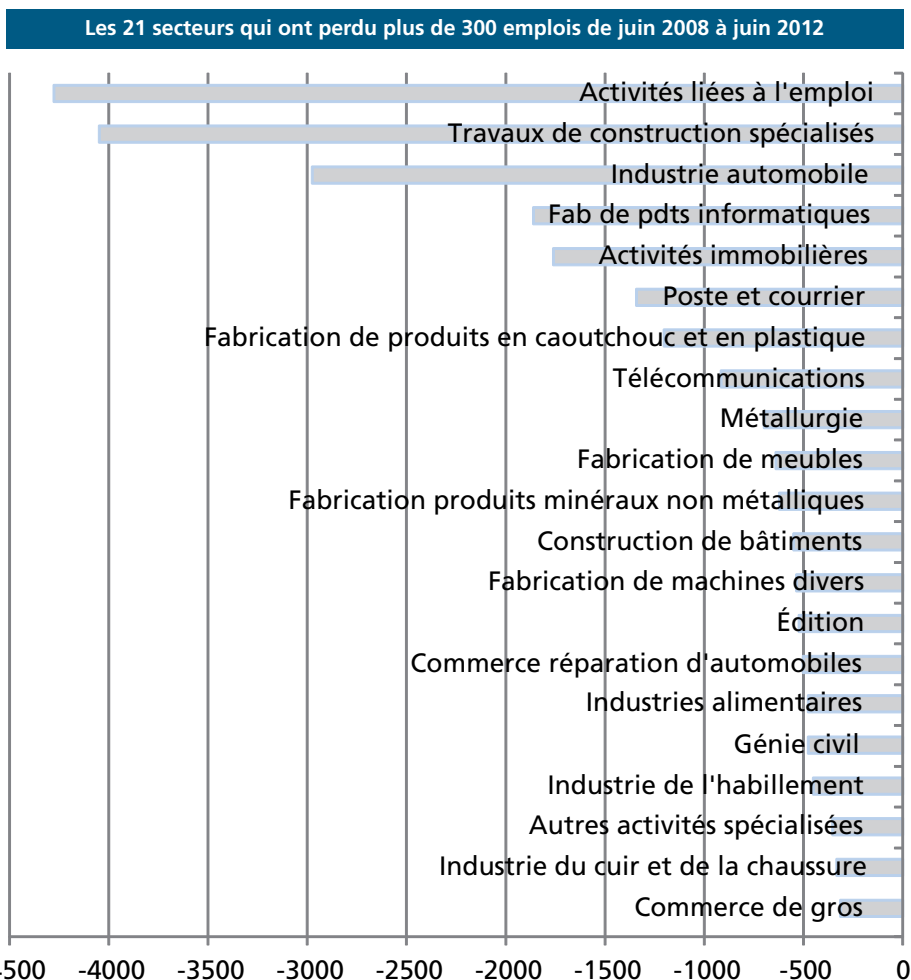 Les 21 secteurs qui ont perdu plus de 300 emplois de juin 2008 à juin 2012
Activités liées à l'emploi
Travaux de construction spécialisés
Industrie automobile
Fab de pdts informatiques
Activités immobilières
Poste et courrier
Fabrication de produits en caoutchouc et en plastique
Télécommunications
Métallurgie
Fabrication de meubles
Fabrication produits minéraux non métalliques
Construction de bâtiments
Fabrication de machines divers
Édition
Commerce réparation d'automobiles
Industries alimentaires
Génie civil
Industrie de l'habillement
Autres activités spécialisées
Industrie du cuir et de la chaussure
Commerce de gros
500 -4000 -3500 -3000 -2500 -2000 -1500 -1000 -500 0